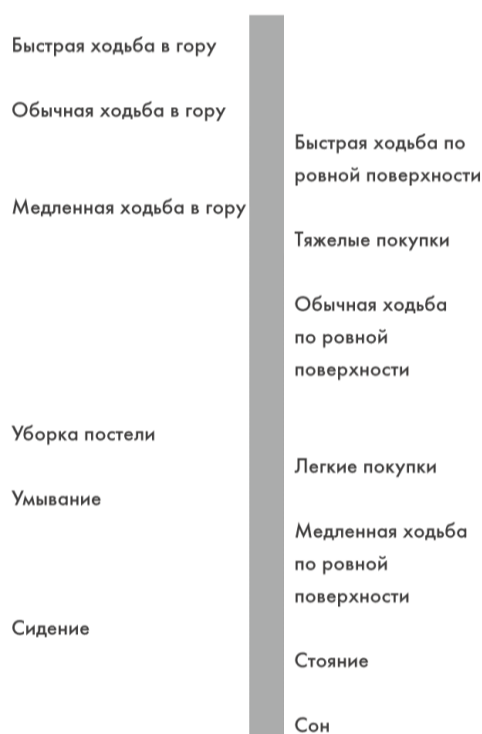 Быстрая ходьба в гору
Обычная ходьба в гору
Быстрая ходьба по
ровной поверхности
Медленная ходьба в гору
Тяжелые покупки
Обычная ходьба
по ровной
поверхности
Уборка постели
Легкие покупки
Умывание
Медленная ходьба
по ровной
поверхности
Сидение
Стояние
Сон